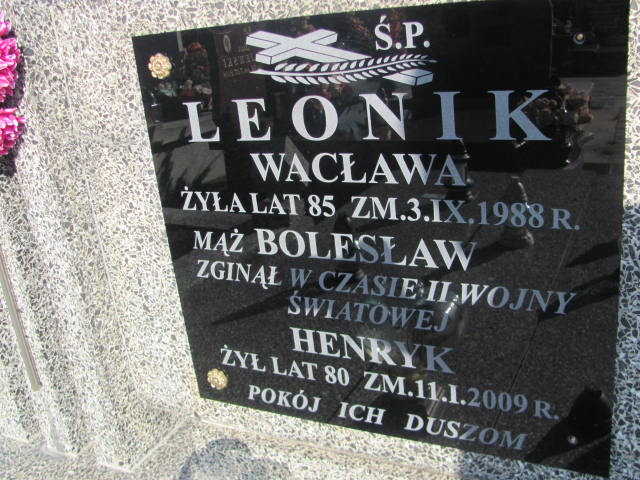 Ś.P.
LEONIK
WACŁAWA
ŻYŁA LAT 85 ZM.3.IX.1988 R.
MĄŻ BOLESŁAW
ZGINĄŁ W CZASIE II WOJNY
ŚWIATOWEJ
HENRYK
ŻYŁ LAT 80 ZM.11.I.2009 R.
POKÓJ ICH DUSZOM